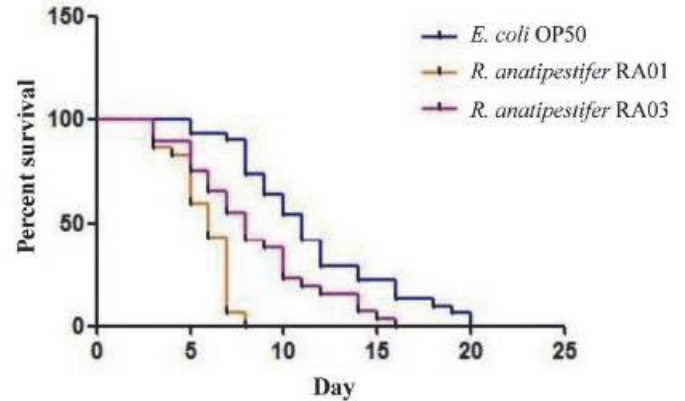 150
100
50
0
Percent survival
0 5 10 15 20 25
Day
E. coli OP50
R. anatipestifer RA01
R. anatipestifer RA03